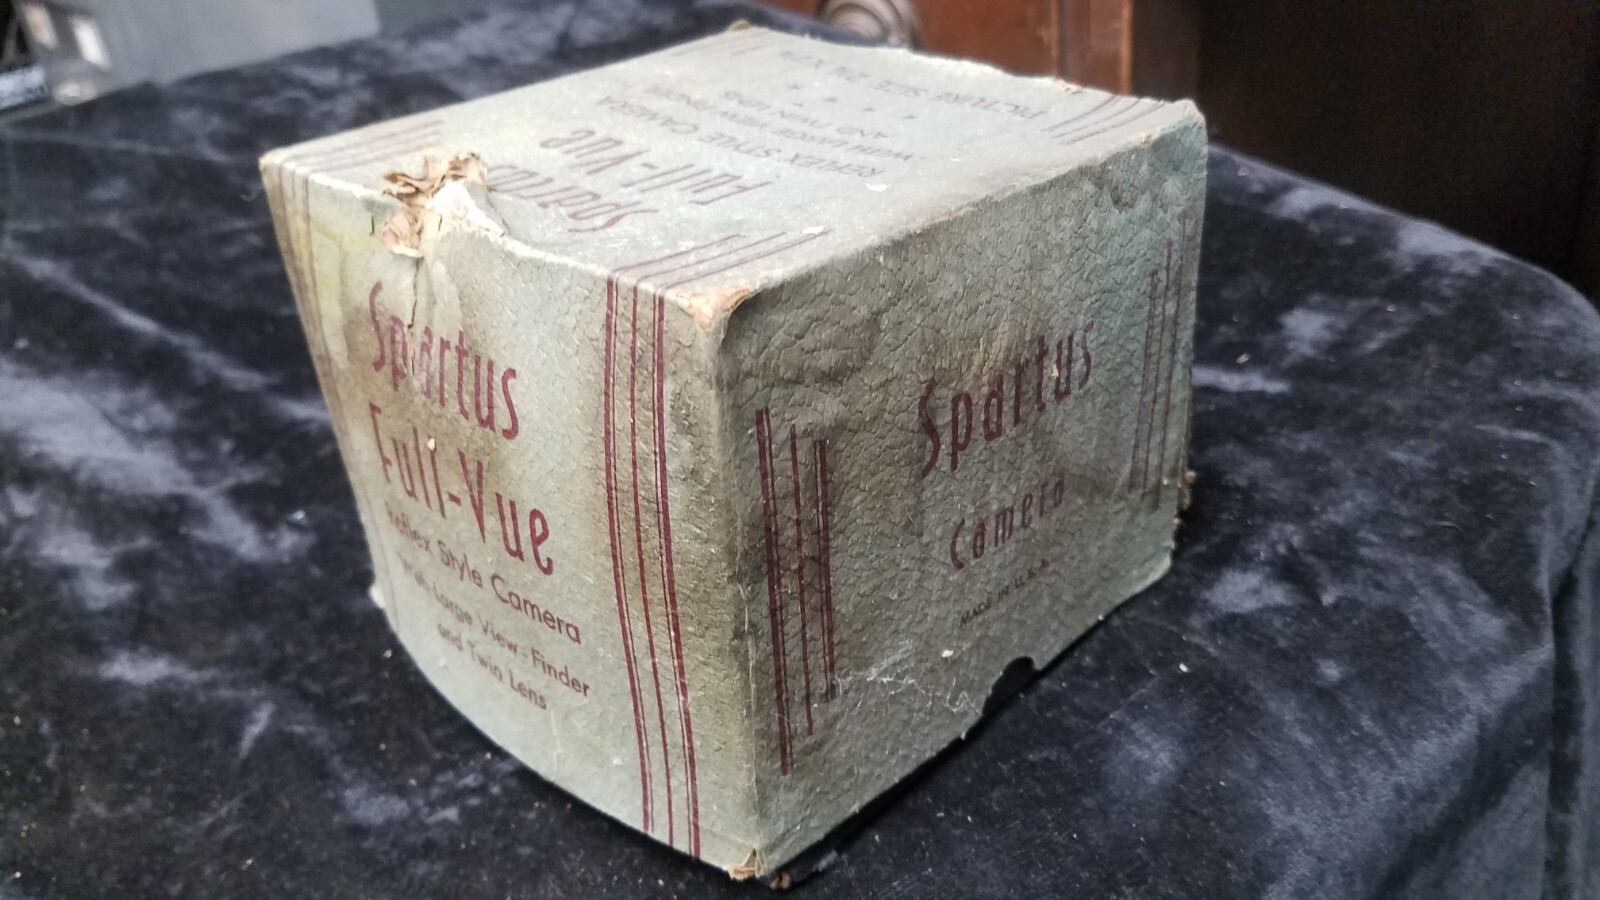 Spartus
Full-Vue
REFLEX STYLE CAMERA
WITH LARGE VIEW-FINDER
AND TWIN LENS
PICTURE SIZE 2¼ X 2¼
Spartus
Full-Vue
Reflex Style Camera
With Large View-Finder
and Twin Lens
Spartus
Camera
MADE IN U.S.A.